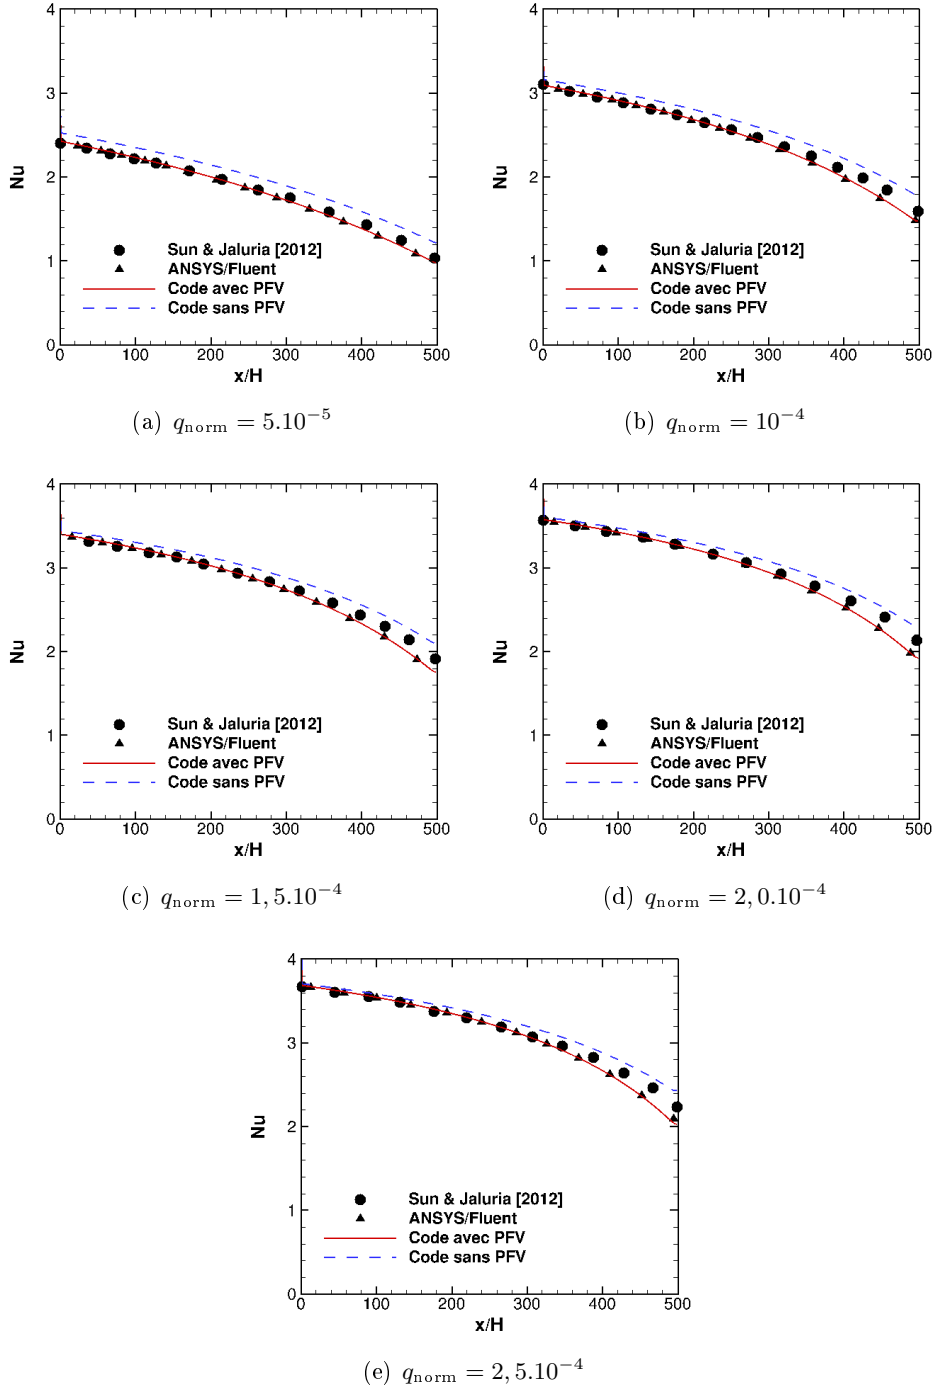 4
3
2
1
0
Nu
0 100 200 300 400 500
x/H
Sun & Jaluria [2012]
ANSYS/Fluent
Code avec PFV
Code sans PFV
(a) q_norm = 5.10^{-5}
4
3
2
1
0
Nu
0 100 200 300 400 500
x/H
Sun & Jaluria [2012]
ANSYS/Fluent
Code avec PFV
Code sans PFV
(b) q_norm = 10^{-4}
4
3
2
1
0
Nu
0 100 200 300 400 500
x/H
Sun & Jaluria [2012]
ANSYS/Fluent
Code avec PFV
Code sans PFV
(c) q_norm = 1, 5.10^{-4}
4
3
2
1
0
Nu
0 100 200 300 400 500
x/H
Sun & Jaluria [2012]
ANSYS/Fluent
Code avec PFV
Code sans PFV
(d) q_norm = 2, 0.10^{-4}
4
3
2
1
0
Nu
0 100 200 300 400 500
x/H
Sun & Jaluria [2012]
ANSYS/Fluent
Code avec PFV
Code sans PFV
(e) q_norm = 2, 5.10^{-4}